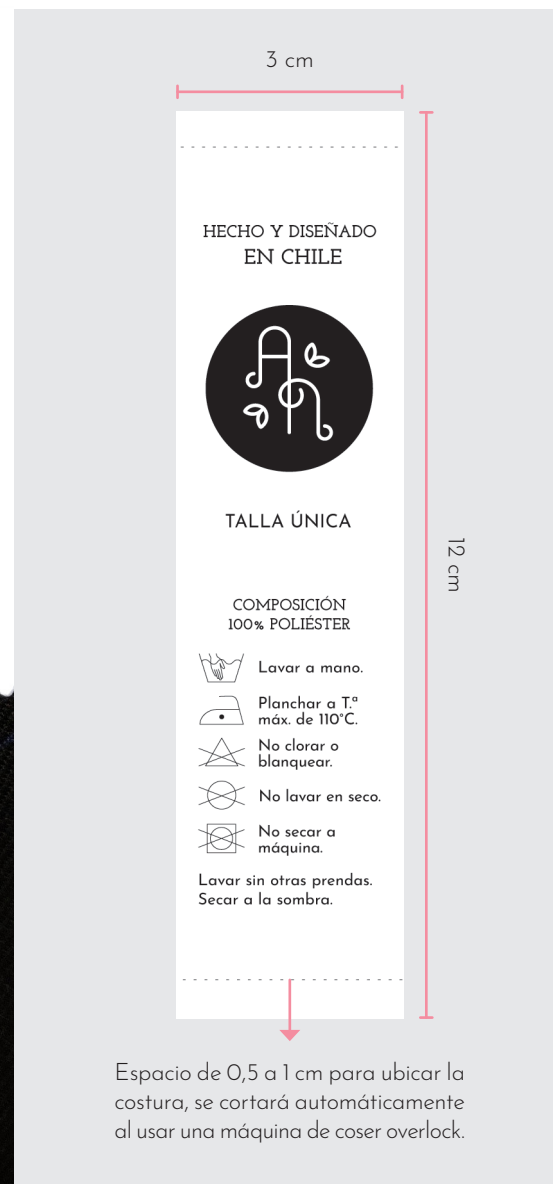 3 cm
HECHO Y DISEÑADO
EN CHILE
TALLA ÚNICA
12 cm
COMPOSICIÓN
100% POLIÉSTER
Lavar a mano.
Planchar a T.ª
máx. de 110°C.
No clorar o
blanquear.
No lavar en seco.
No secar a
máquina.
Lavar sin otras prendas.
Secar a la sombra.
Espacio de 0,5 a 1 cm para ubicar la
costura, se cortará automáticamente
al usar una máquina de coser overlock.